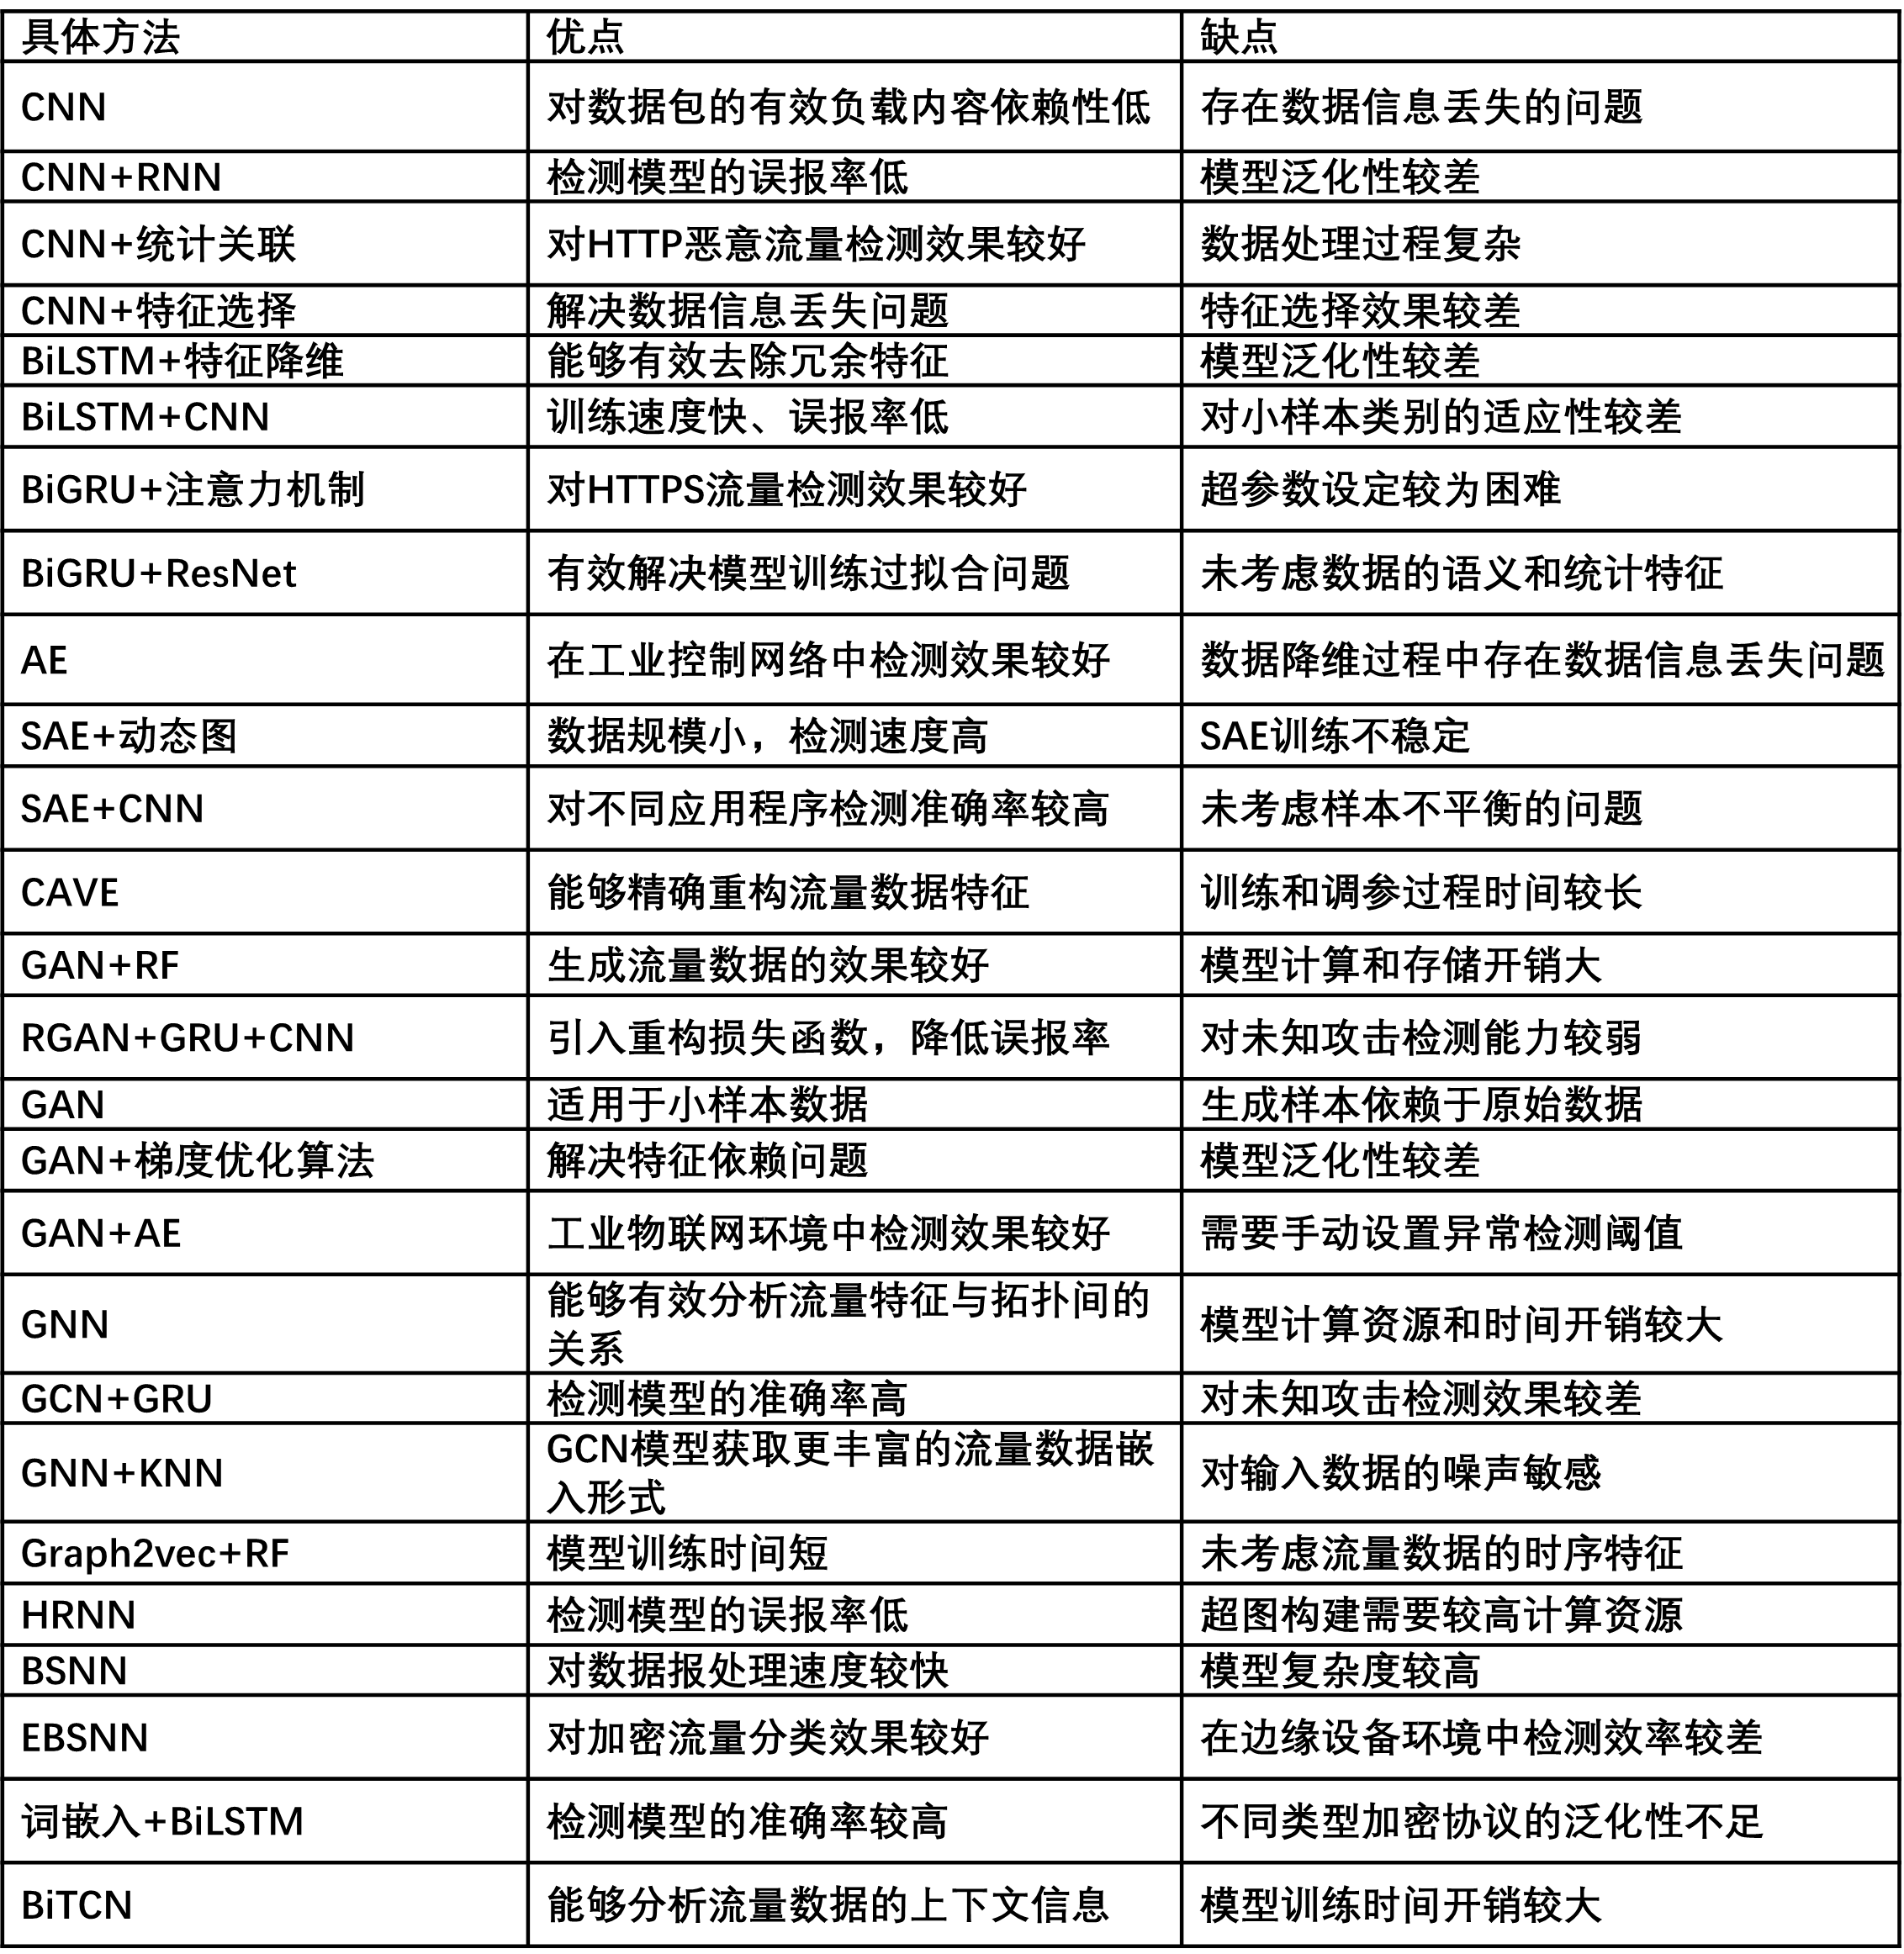 具体方法 优点 缺点
CNN 对数据包的有效负载内容依赖性低 存在数据信息丢失的问题
CNN+RNN 检测模型的误报率低 模型泛化性较差
CNN+统计关联 对HTTP恶意流量检测效果较好 数据处理过程复杂
CNN+特征选择 解决数据信息丢失问题 特征选择效果较差
BiLSTM+特征降维 能够有效去除冗余特征 模型泛化性较差
BiLSTM+CNN 训练速度快、误报率低 对小样本类别的适应性较差
BiGRU+注意力机制 对HTTPS流量检测效果较好 超参数设定较为困难
BiGRU+ResNet 有效解决模型训练过拟合问题 未考虑数据的语义和统计特征
AE 在工业控制网络中检测效果较好 数据降维过程中存在数据信息丢失问题
SAE+动态图 数据规模小，检测速度高 SAE训练不稳定
SAE+CNN 对不同应用程序检测准确率较高 未考虑样本不平衡的问题
CAVE 能够精确重构流量数据特征 训练和调参过程时间较长
GAN+RF 生成流量数据的效果较好 模型计算和存储开销大
RGAN+GRU+CNN 引入重构损失函数，降低误报率 对未知攻击检测能力较弱
GAN 适用于小样本数据 生成样本依赖于原始数据
GAN+梯度优化算法 解决特征依赖问题 模型泛化性较差
GAN+AE 工业物联网环境中检测效果较好 需要手动设置异常检测阈值
GNN 能够有效分析流量特征与拓扑间的
关系 模型计算资源和时间开销较大
GCN+GRU 检测模型的准确率高 对未知攻击检测效果较差
GNN+KNN GCN模型获取更丰富的流量数据嵌
入形式 对输入数据的噪声敏感
Graph2vec+RF 模型训练时间短 未考虑流量数据的时序特征
HRNN 检测模型的误报率低 超图构建需要较高计算资源
BSNN 对数据报处理速度较快 模型复杂度较高
EBSNN 对加密流量分类效果较好 在边缘设备环境中检测效率较差
词嵌入+BiLSTM 检测模型的准确率较高 不同类型加密协议的泛化性不足
BiTCN 能够分析流量数据的上下文信息 模型训练时间开销较大